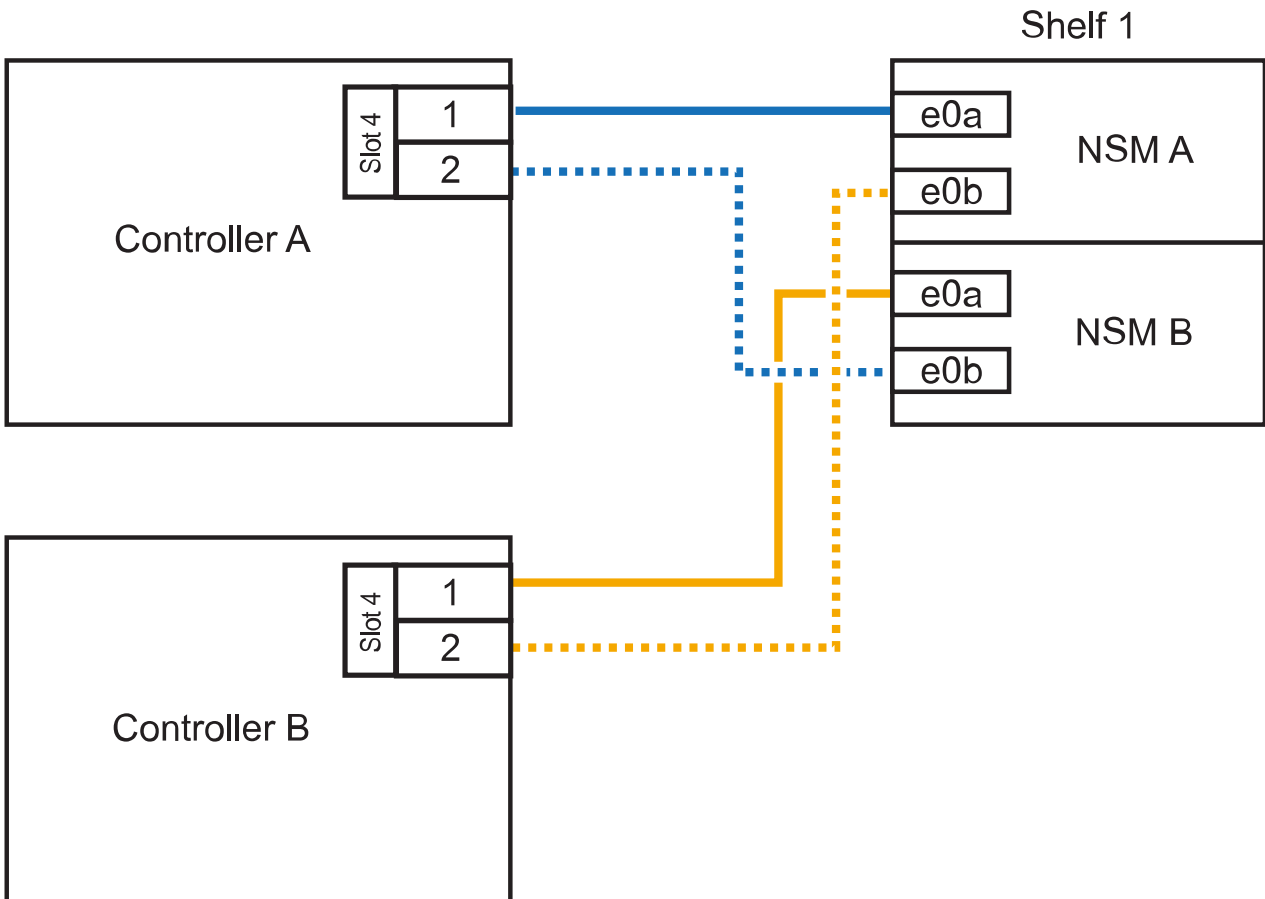 Shelf 1
Slot 4
1
2
Controller A
e0a
e0b
NSM A
e0a
e0b
NSM B
Slot 4
1
2
Controller B